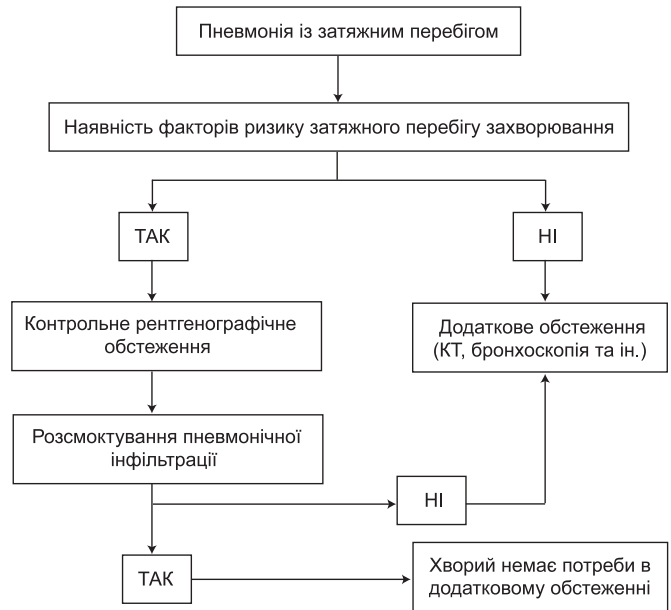 Пневмонія із затяжним перебігом
Наявність факторів ризику затяжного перебігу захворювання
ТАК
НІ
Контрольне рентгенографічне
обстеження
Додаткове обстеження
(КТ, бронхоскопія та ін.)
Розсмоктування пневмонічної
інфільтрації
НІ
ТАК
Хворий немає потреби в
додатковому обстеженні